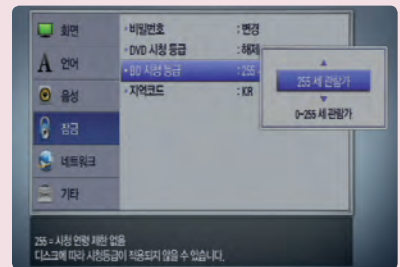 화면
언어
음성
잠금
네트워크
기타
• 비밀번호 : 변경
• DVD 시청 등급 : 해제
• BD 시청 등급 : 255
• 지역코드 : KR
255 세 관람가
0~255 세 관람가
255 = 시청 연령 제한 없음
디스크에 따라 시청등급이 적용되지 않을 수 있습니다.